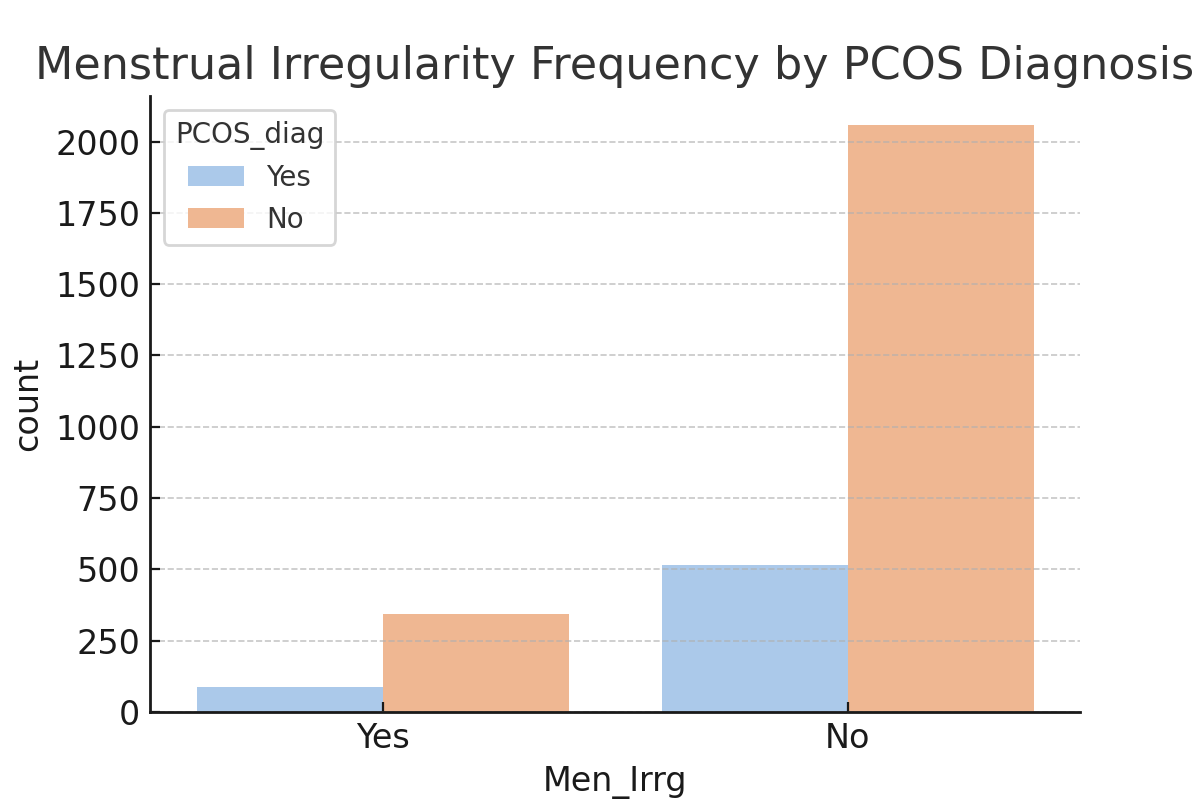 Menstrual Irregularity Frequency by PCOS Diagnosis
PCOS_diag
Yes
No
2000
1750
1500
1250
1000
750
500
250
0
count
Yes
No
Men_Irrg